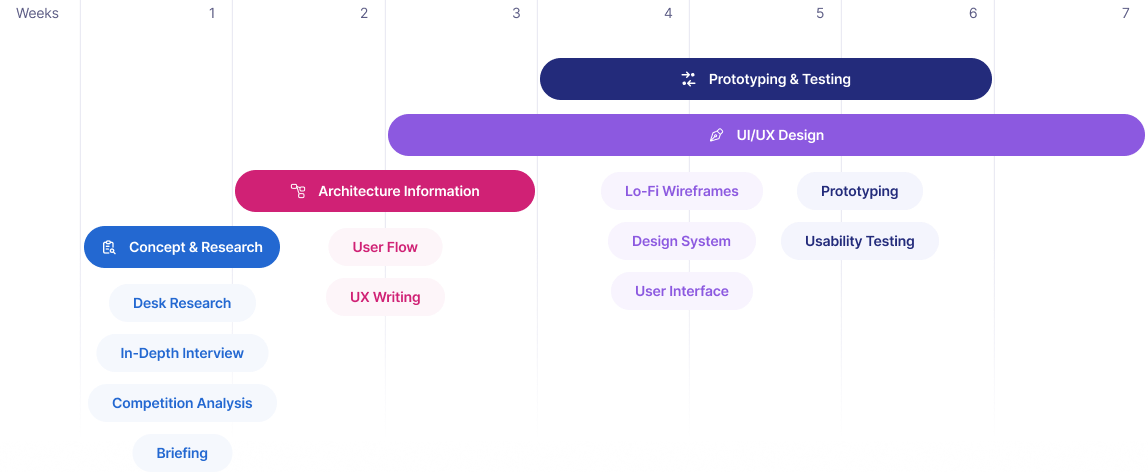 Weeks 1 2 3 4 5 6 7
Prototyping & Testing
UI/UX Design
Architecture Information
Lo-Fi Wireframes
Prototyping
Concept & Research
User Flow
Design System
Usability Testing
Desk Research
UX Writing
User Interface
In-Depth Interview
Competition Analysis
Briefing